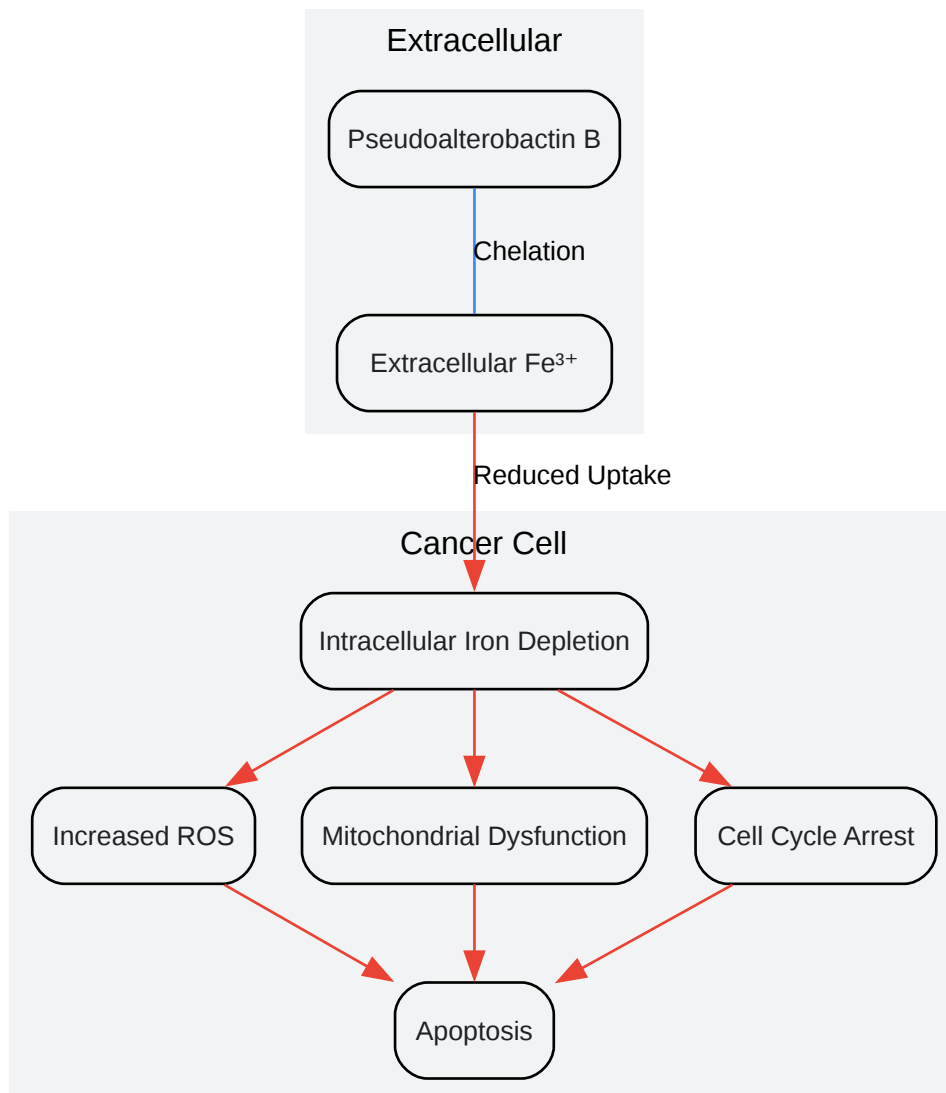 Extracellular
Pseudoalterobactin B
Chelation
Extracellular Fe³⁺
Reduced Uptake
Cancer Cell
Intracellular Iron Depletion
Increased ROS
Mitochondrial Dysfunction
Cell Cycle Arrest
Apoptosis